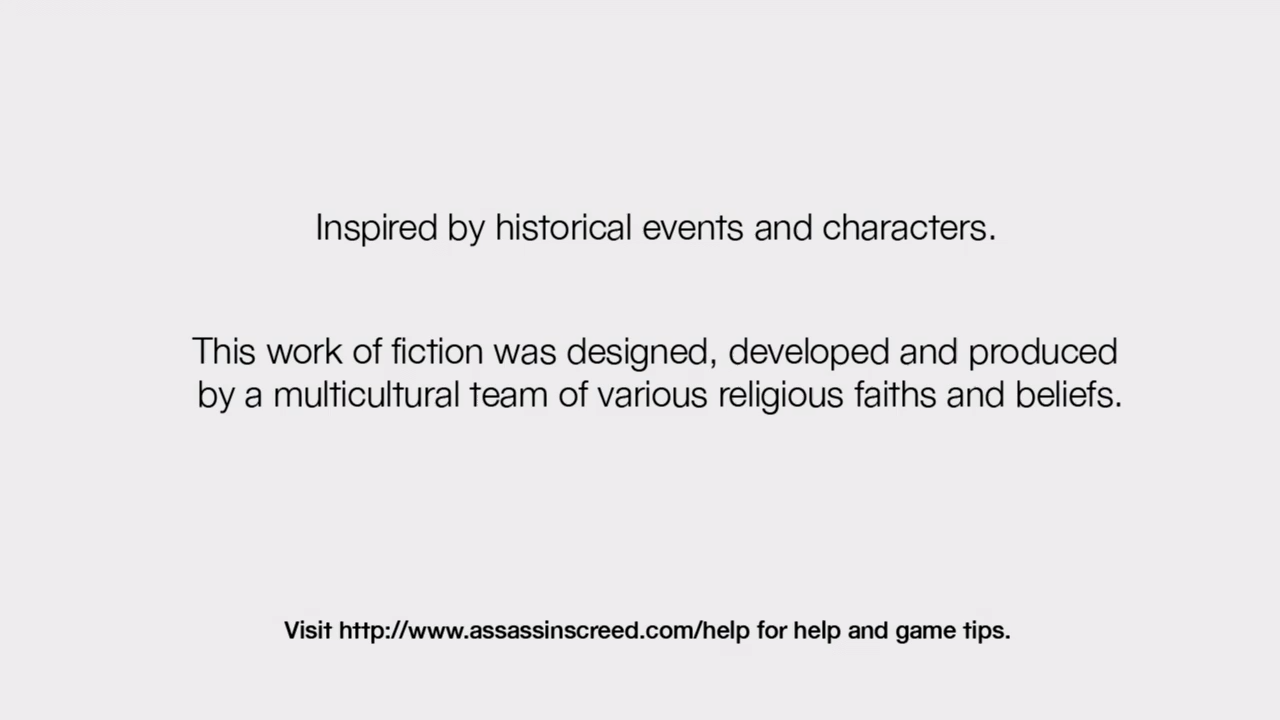 Inspired by historical events and characters.
This work of fiction was designed, developed and produced
by a multicultural team of various religious faiths and beliefs.
Visit http://www.assassinscreed.com/help for help and game tips.